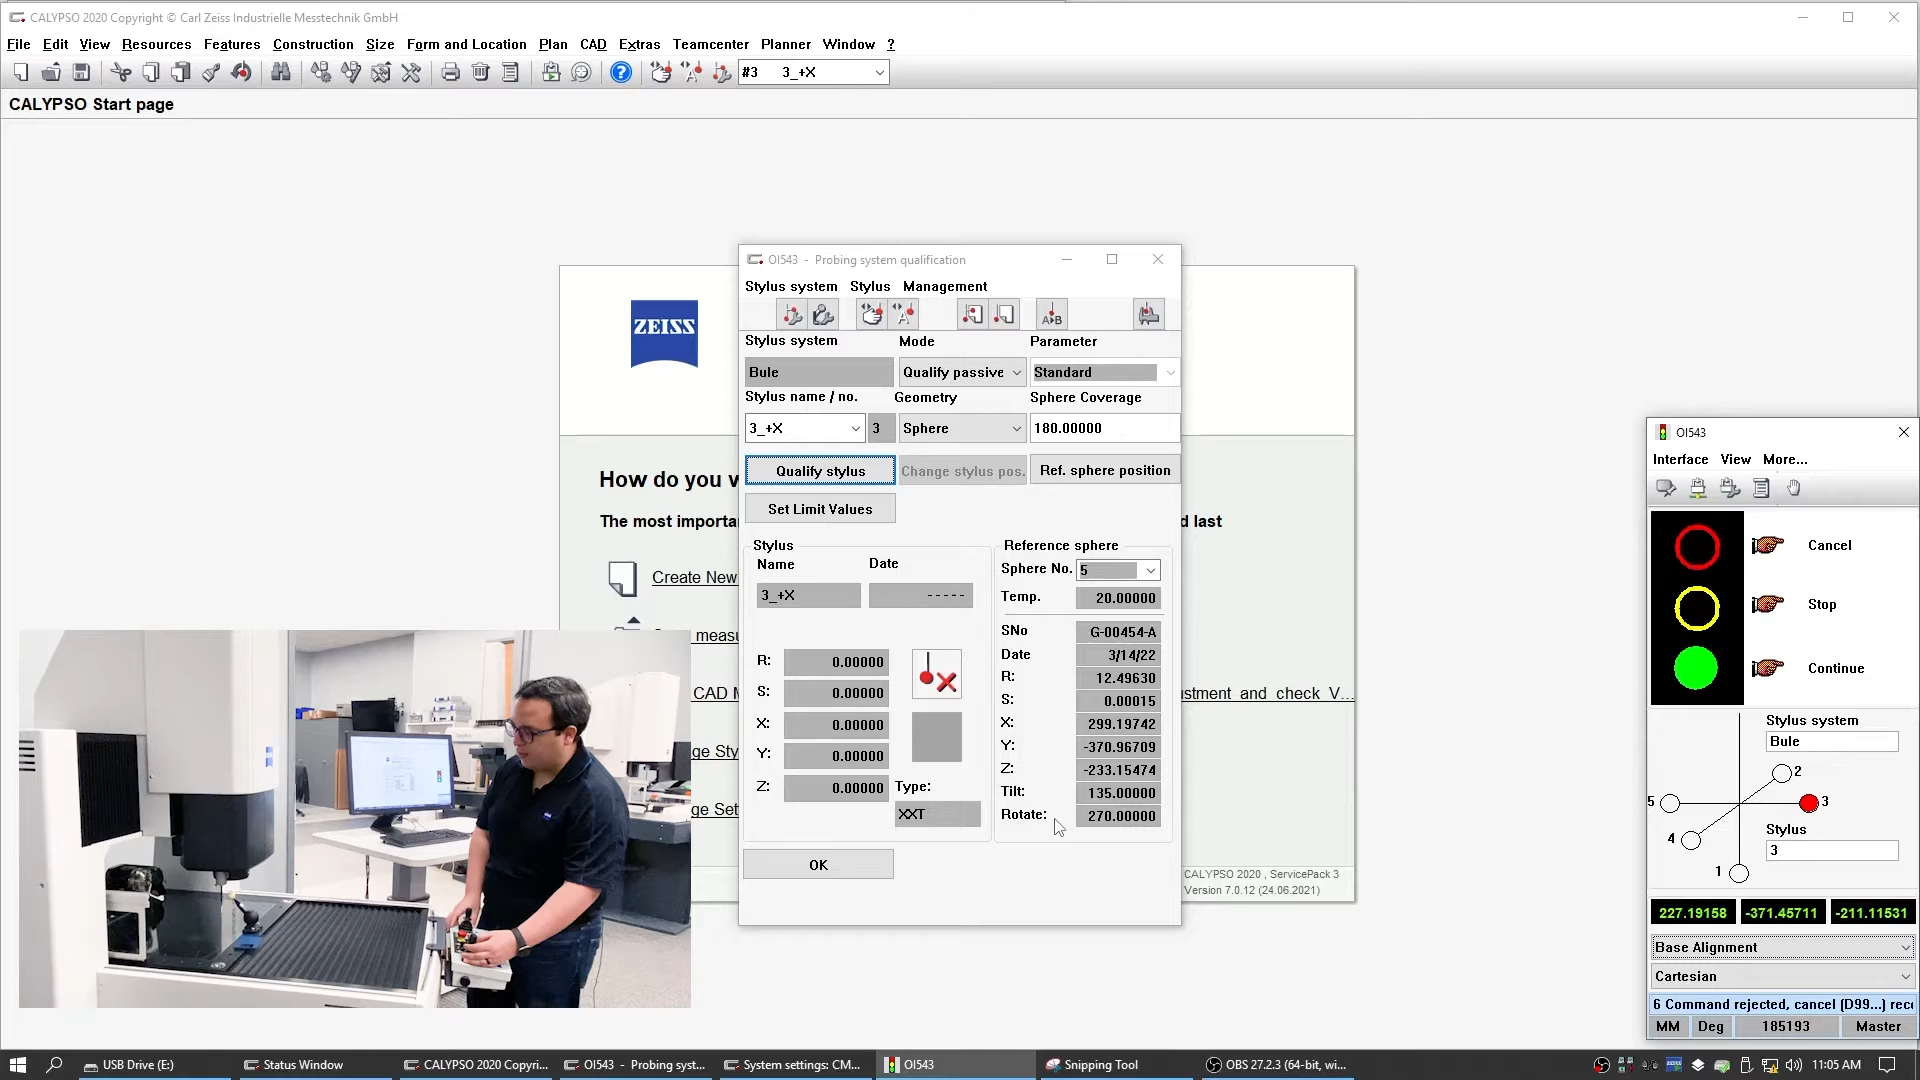 CALYPSO 2020 Copyright © Carl Zeiss Industrielle Messtechnik GmbH
File Edit View Resources Features Construction Size Form and Location Plan CAD Extras Teamcenter Planner Window ?
#3 3_+X
CALYPSO Start page
ZEISS
How do you w
The most importa
d last
Create New
measu
CAD M
ustment and check V...
ge Sty
ge Set
CALYPSO 2020 , ServicePack 3
Version 7.0.12 (24.06.2021)
OI543 - Probing system qualification
Stylus system Stylus Management
A▸B
Stylus system Mode Parameter
Bule Qualify passive Standard
Stylus name / no. Geometry Sphere Coverage
3_+X 3 Sphere 180.00000
Qualify stylus Change stylus pos. Ref. sphere position
Set Limit Values
Stylus
Name Date
3_+X -----
R: 0.00000
S: 0.00000
X: 0.00000
Y: 0.00000
Z: 0.00000
Type:
XXT
Reference sphere
Sphere No. 5
Temp. 20.00000
SNo G-00454-A
Date 3/14/22
R: 12.49630
S: 0.00015
X: 299.19742
Y: -370.96709
Z: -233.15474
Tilt: 135.00000
Rotate: 270.00000
OK
OI543
Interface View More...
Cancel
Stop
Continue
Stylus system
Bule
2
5
3
4
1
Stylus
3
227.19158 -371.45711 -211.11531
Base Alignment
Cartesian
6 Command rejected, cancel (D99...) rec
MM Deg 185193 Master
USB Drive (E:) Status Window CALYPSO 2020 Copyri... OI543 - Probing syst... System settings: CM... OI543 Snipping Tool OBS 27.2.3 (64-bit, wi... 11:05 AM